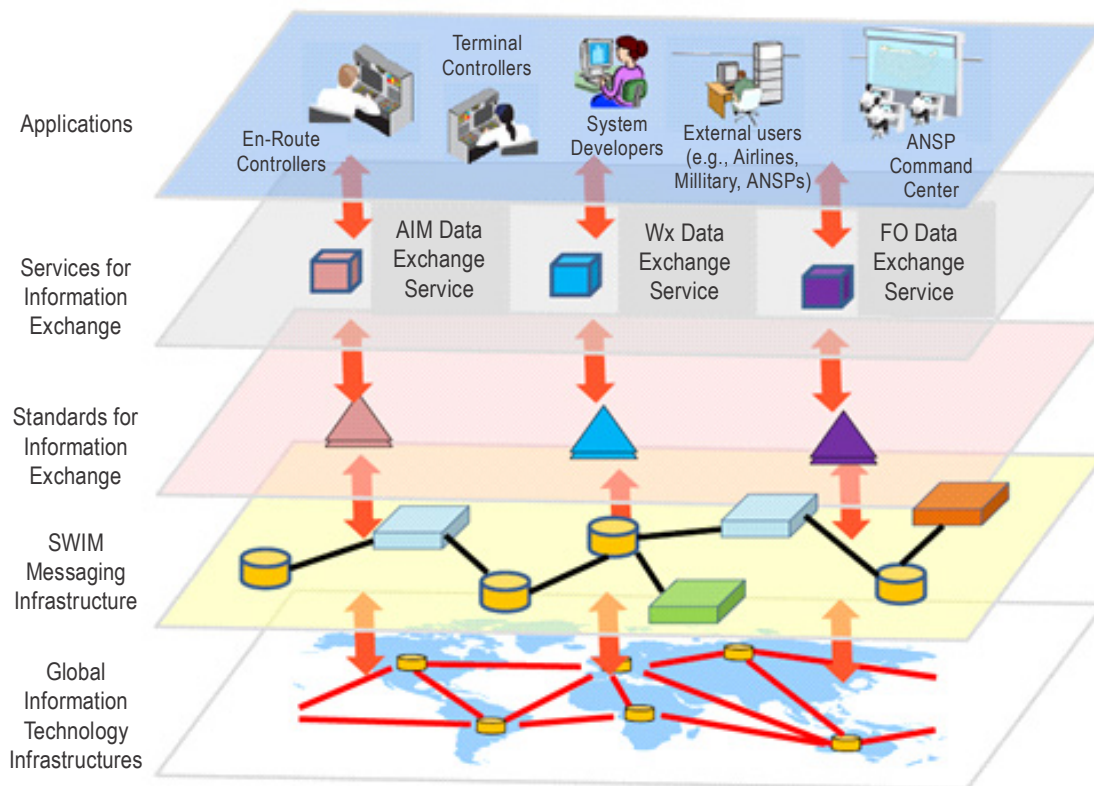 Applications
En-Route
Controllers
Terminal
Controllers
System
Developers
External users
(e.g., Airlines,
Millitary, ANSPs)
ANSP
Command
Center
Services for
Information
Exchange
AIM Data
Exchange
Service
Wx Data
Exchange
Service
FO Data
Exchange
Service
Standards for
Information
Exchange
SWIM
Messaging
Infrastructure
Global
Information
Technology
Infrastructures